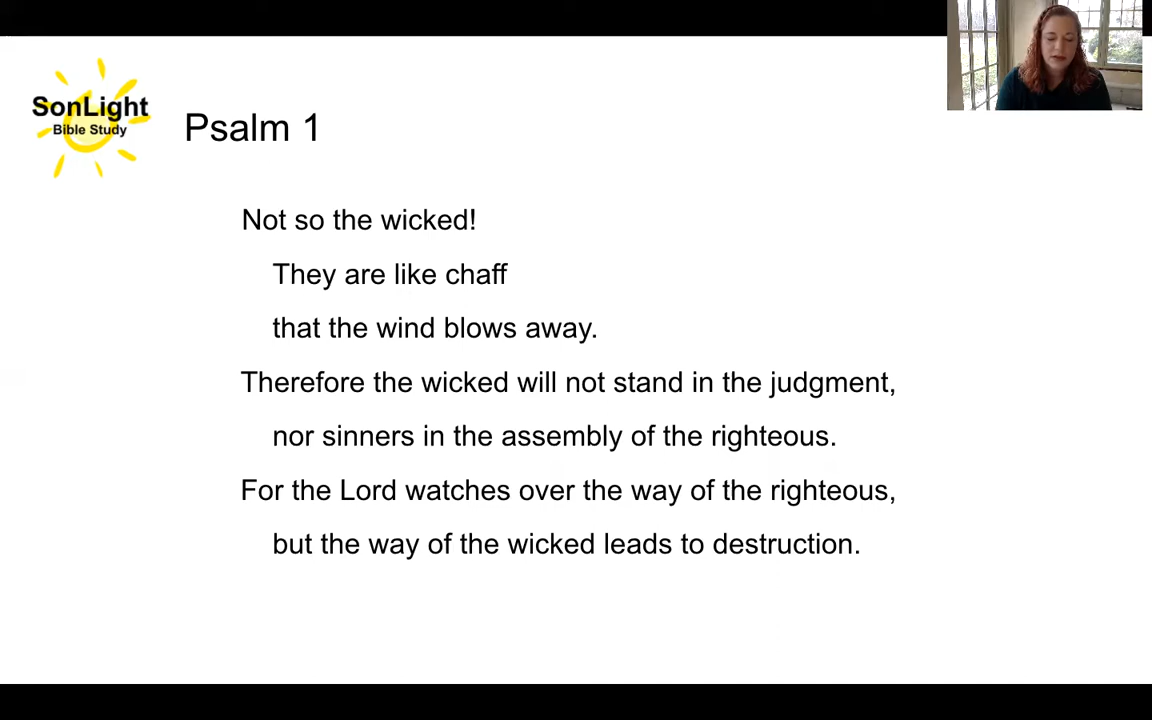 SonLight
Bible Study
Psalm 1
Not so the wicked!
They are like chaff
that the wind blows away.
Therefore the wicked will not stand in the judgment,
nor sinners in the assembly of the righteous.
For the Lord watches over the way of the righteous,
but the way of the wicked leads to destruction.